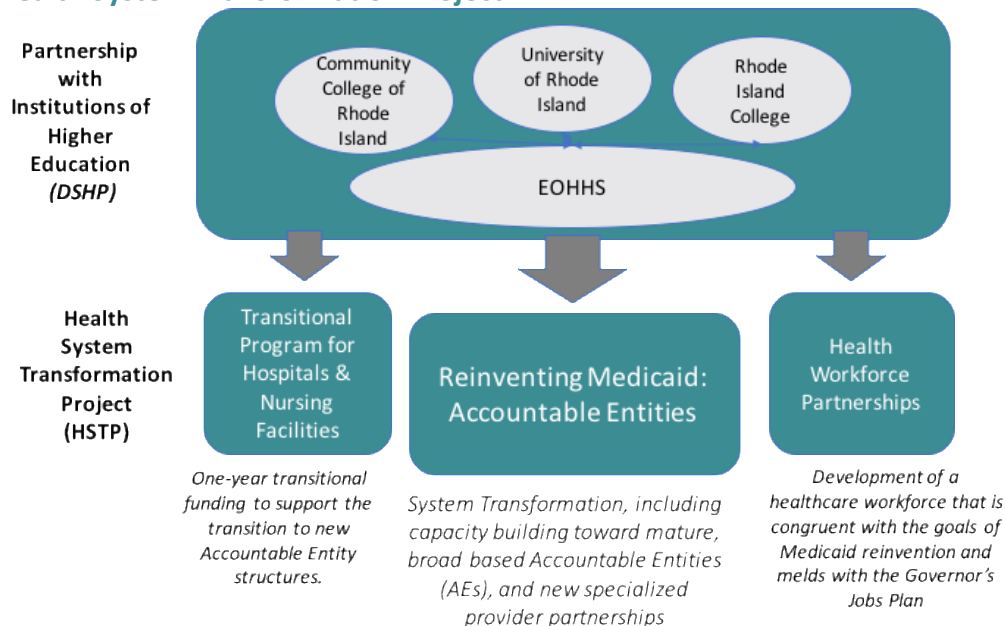 Partnership
with
Institutions of
Higher
Education
(DSHP)
Community
College of
Rhode
Island
University
of Rhode
Island
Rhode
Island
College
EOHHS
Health
System
Transformation
Project
(HSTP)
Transitional
Program for
Hospitals &
Nursing
Facilities
Reinventing Medicaid:
Accountable Entities
Health
Workforce
Partnerships
One-year transitional
funding to support the
transition to new
Accountable Entity
structures.
System Transformation, including
capacity building toward mature,
broad based Accountable Entities
(AEs), and new specialized
provider partnerships
Development of a
healthcare workforce that is
congruent with the goals of
Medicaid reinvention and
melds with the Governor's
Jobs Plan